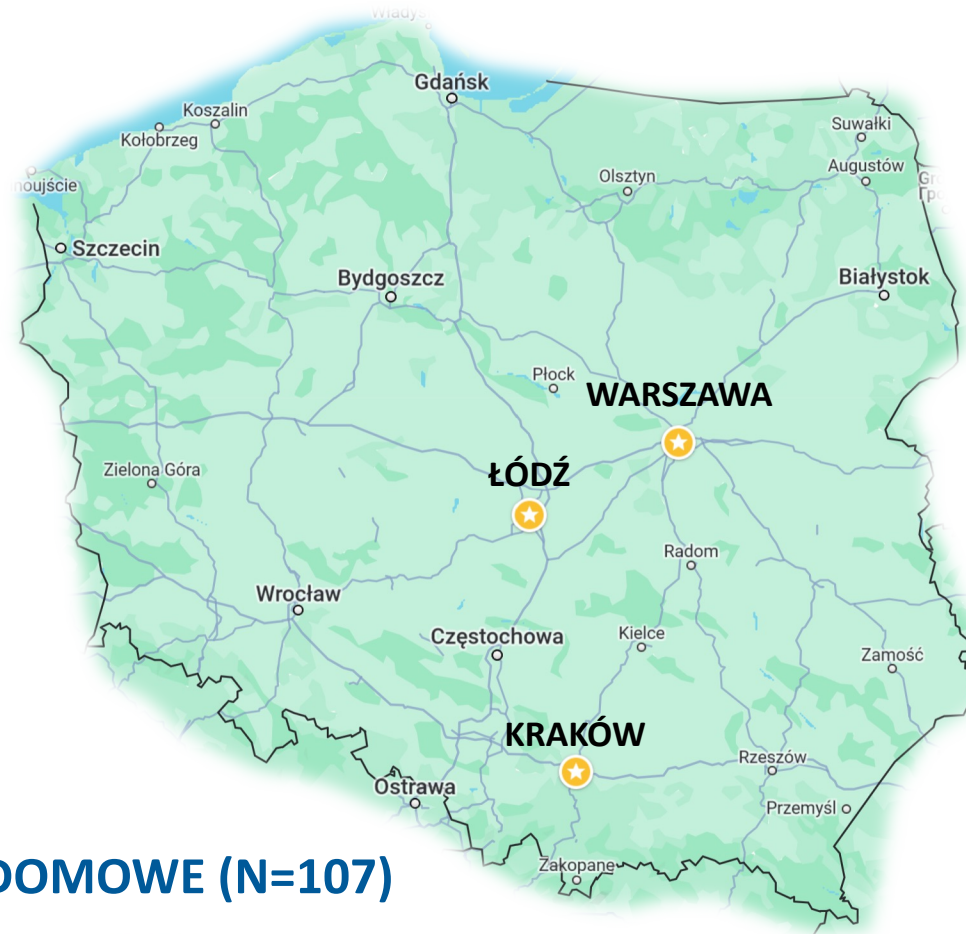 Gdańsk
Koszalin
Kołobrzeg
Suwałki
Augustów
Olsztyn
noujście
Szczecin
Bydgoszcz
Białystok
Płock
WARSZAWA
Zielona Góra
ŁÓDŹ
Radom
Wrocław
Częstochowa
Kielce
Zamość
KRAKÓW
Rzeszów
Ostrawa
Przemyśl
Zakopane
DOMOWE (N=107)